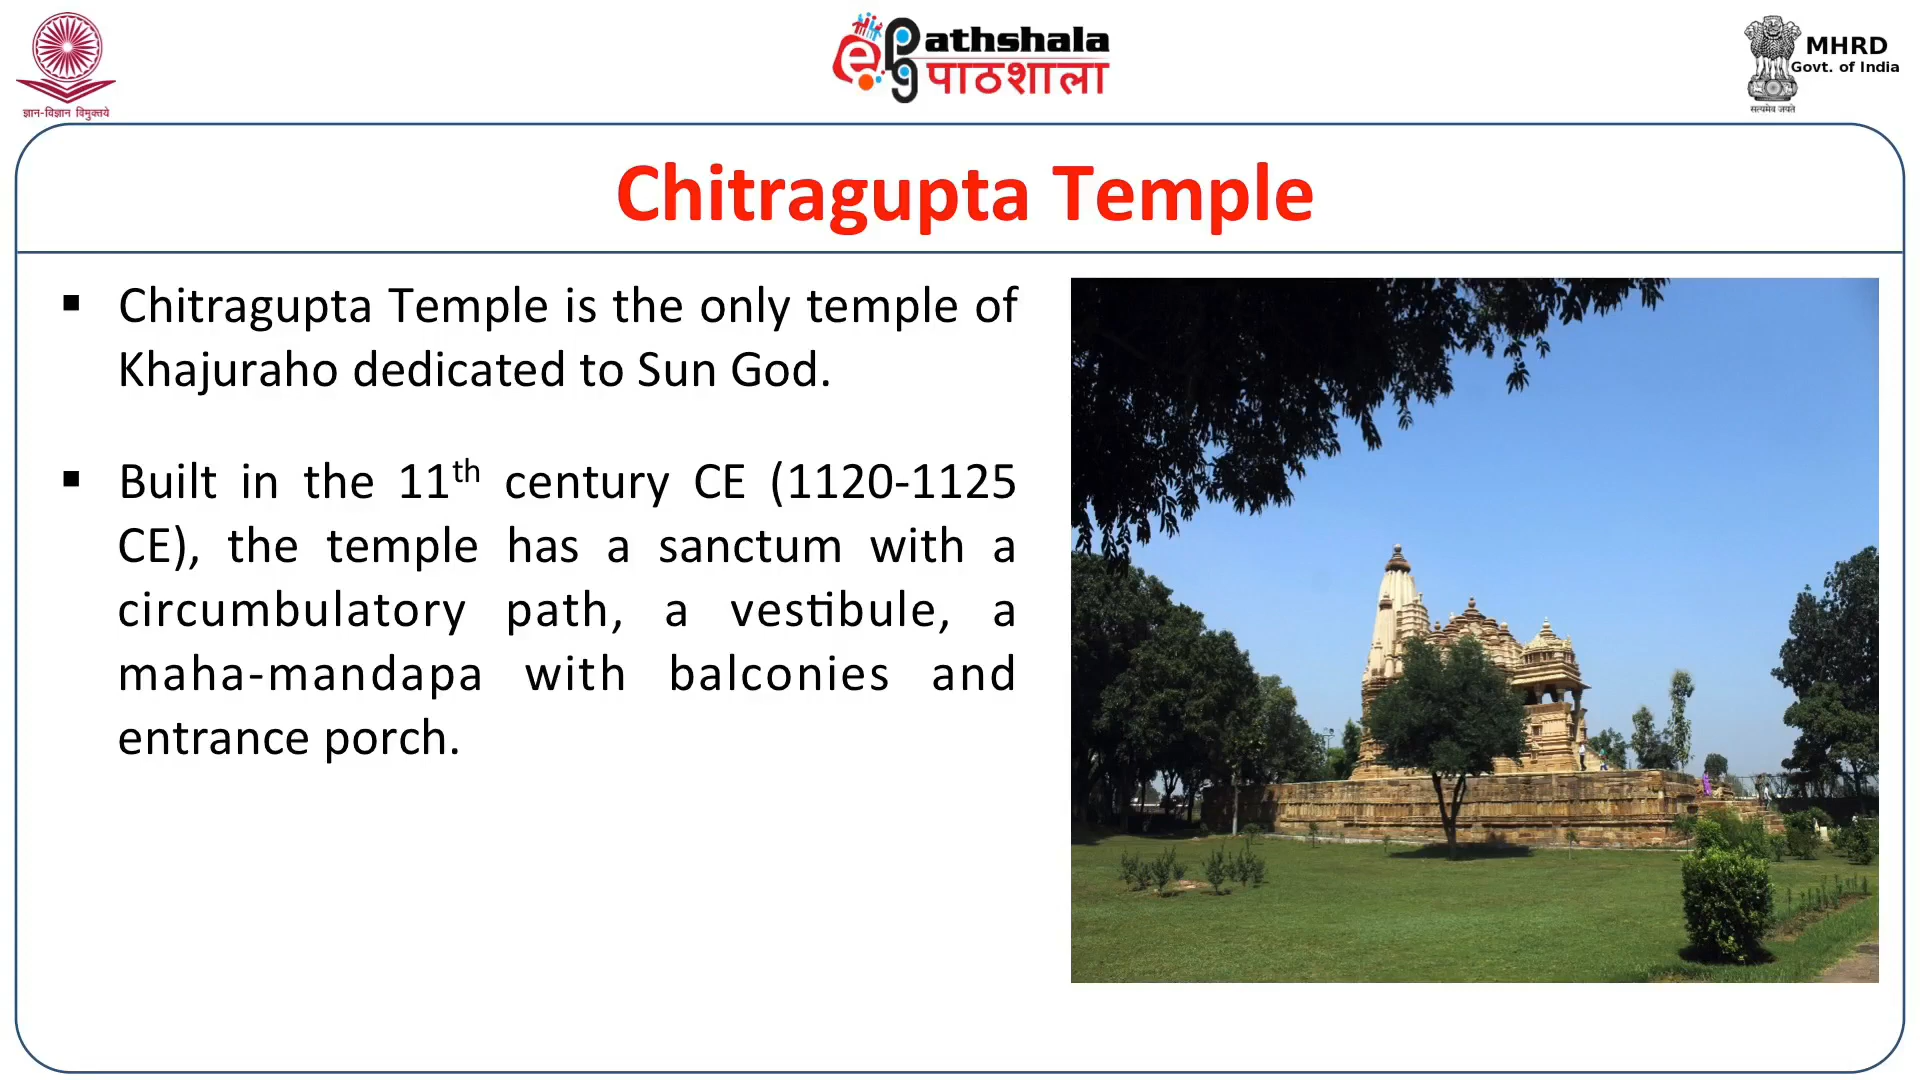 ज्ञान-विज्ञान विमुक्तये
ePg
athshala
पाठशाला
MHRD
Govt. of India
सत्यमेव जयते
Chitragupta Temple
▪ Chitragupta Temple is the only temple of
Khajuraho dedicated to Sun God.
▪ Built in the 11th century CE (1120-1125
CE), the temple has a sanctum with a
circumbulatory path, a vestibule, a
maha-mandapa with balconies and
entrance porch.